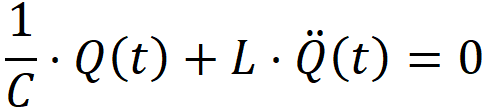 1/C · Q(t) + L · Q̈(t) = 0